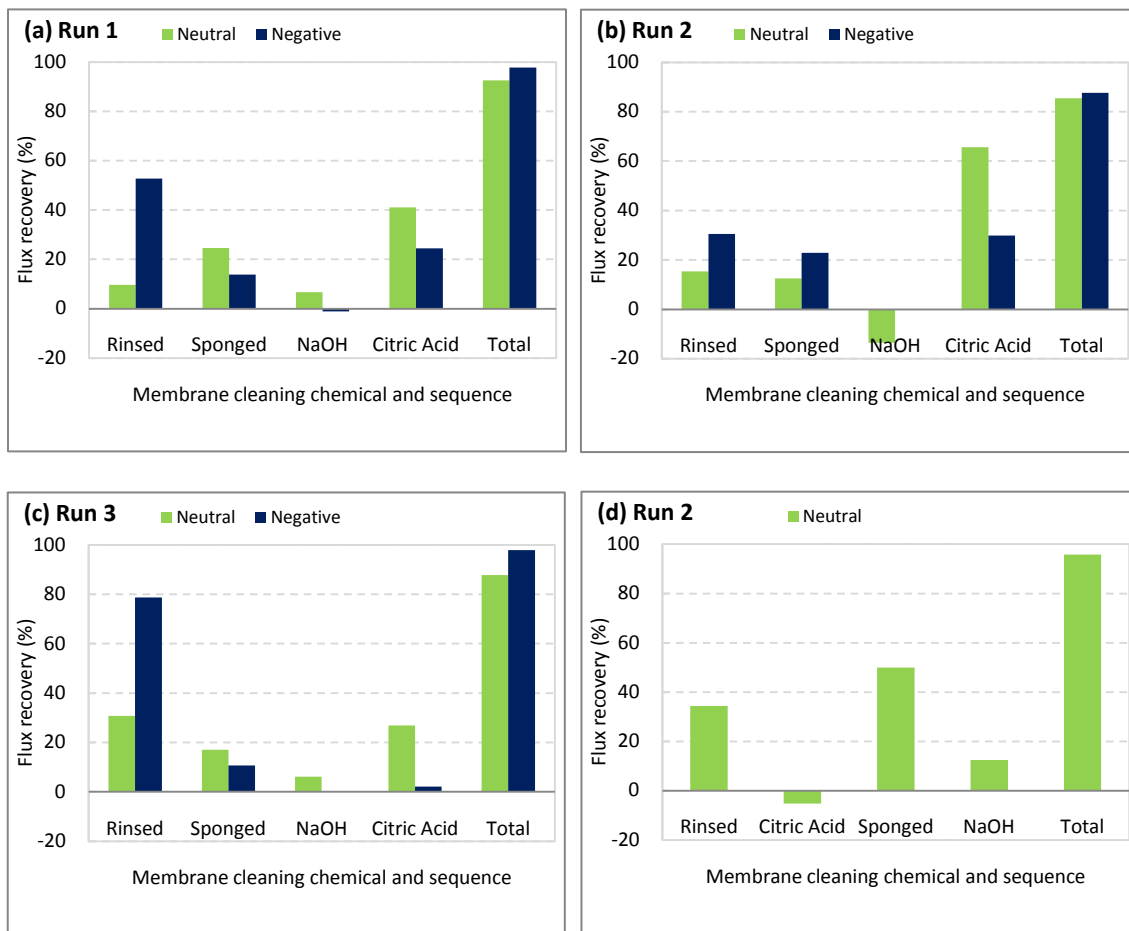 (a) Run 1
Neutral
Negative
100
80
60
40
20
0
-20
Flux recovery (%)
Rinsed Sponged NaOH Citric Acid Total
Membrane cleaning chemical and sequence
(b) Run 2
Neutral
Negative
100
80
60
40
20
0
-20
Flux recovery (%)
Rinsed Sponged NaOH Citric Acid Total
Membrane cleaning chemical and sequence
(c) Run 3
Neutral
Negative
100
80
60
40
20
0
-20
Flux recovery (%)
Rinsed Sponged NaOH Citric Acid Total
Membrane cleaning chemical and sequence
(d) Run 2
Neutral
100
80
60
40
20
0
-20
Flux recovery (%)
Rinsed Citric Acid Sponged NaOH Total
Membrane cleaning chemical and sequence